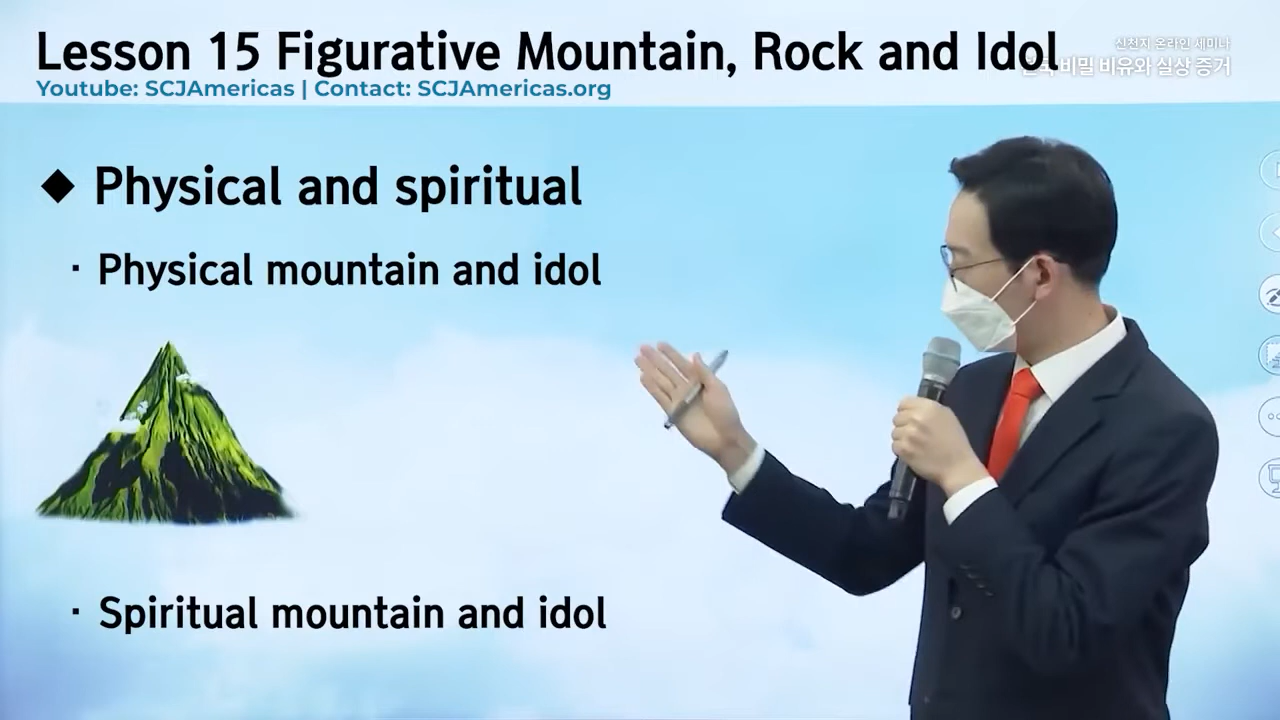 Lesson 15 Figurative Mountain, Rock and Idol
신천지 온라인 세미나
비밀 비유와 실상 증거
Youtube: SCJAmericas | Contact: SCJAmericas.org
◆ Physical and spiritual
· Physical mountain and idol
· Spiritual mountain and idol